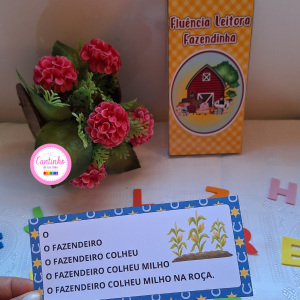 Fluência Leitora
Fazendinha
Cantinho
O
O FAZENDEIRO
O FAZENDEIRO COLHEU
O FAZENDEIRO COLHEU MILHO
O FAZENDEIRO COLHEU MILHO NA ROÇA.